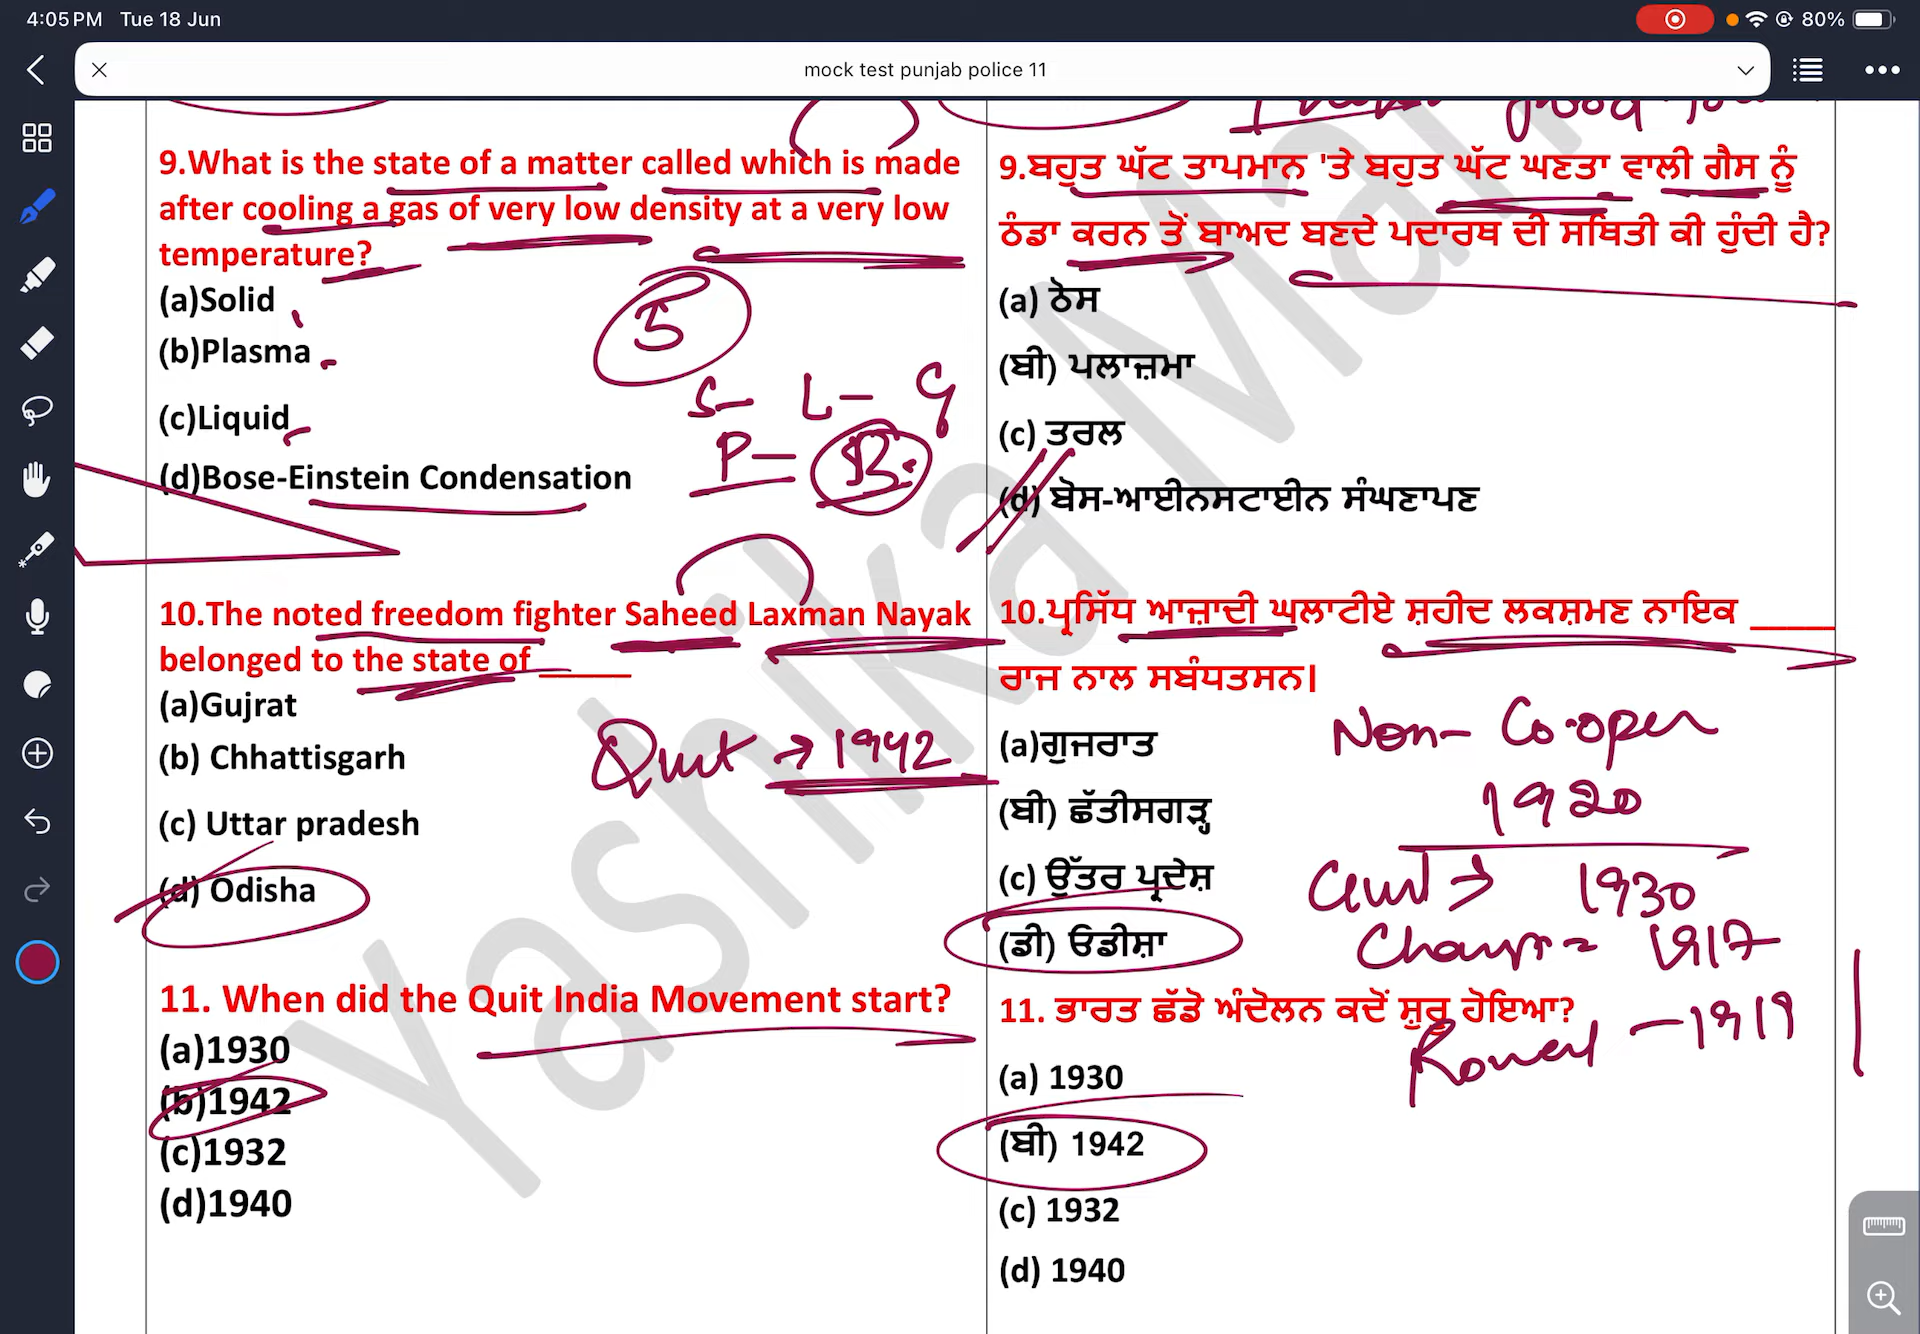 4:05 PM Tue 18 Jun
80%
mock test punjab police 11
9.What is the state of a matter called which is made
after cooling a gas of very low density at a very low
temperature?
(a)Solid
(b)Plasma
(c)Liquid
(d)Bose-Einstein Condensation
5
S- L- G
P- B.
10.The noted freedom fighter Saheed Laxman Nayak
belonged to the state of ______
(a)Gujrat
(b) Chhattisgarh
(c) Uttar pradesh
(d) Odisha
Quit → 1942
11. When did the Quit India Movement start?
(a)1930
(b)1942
(c)1932
(d)1940
9.ਬਹੁਤ ਘੱਟ ਤਾਪਮਾਨ 'ਤੇ ਬਹੁਤ ਘੱਟ ਘਣਤਾ ਵਾਲੀ ਗੈਸ ਨੂੰ
ਠੰਡਾ ਕਰਨ ਤੋਂ ਬਾਅਦ ਬਣਦੇ ਪਦਾਰਥ ਦੀ ਸਥਿਤੀ ਕੀ ਹੁੰਦੀ ਹੈ?
(a) ਠੋਸ
(ਬੀ) ਪਲਾਜ਼ਮਾ
(c) ਤਰਲ
(d) ਬੋਸ-ਆਈਨਸਟਾਈਨ ਸੰਘਣਾਪਣ
10.ਪ੍ਰਸਿੱਧ ਆਜ਼ਾਦੀ ਘੁਲਾਟੀਏ ਸ਼ਹੀਦ ਲਕਸ਼ਮਣ ਨਾਇਕ ______
ਰਾਜ ਨਾਲ ਸਬੰਧਤਸਨ।
(a)ਗੁਜਰਾਤ
(ਬੀ) ਛੱਤੀਸਗੜ੍ਹ
(c) ਉੱਤਰ ਪ੍ਰਦੇਸ਼
(ਡੀ) ਓਡੀਸ਼ਾ
Non- Co-oper
1920
→ 1930
Champ = 1917
- 1919
11. ਭਾਰਤ ਛੱਡੋ ਅੰਦੋਲਨ ਕਦੋਂ ਸ਼ੁਰੂ ਹੋਇਆ?
(a) 1930
(ਬੀ) 1942
(c) 1932
(d) 1940
Yashika Mam